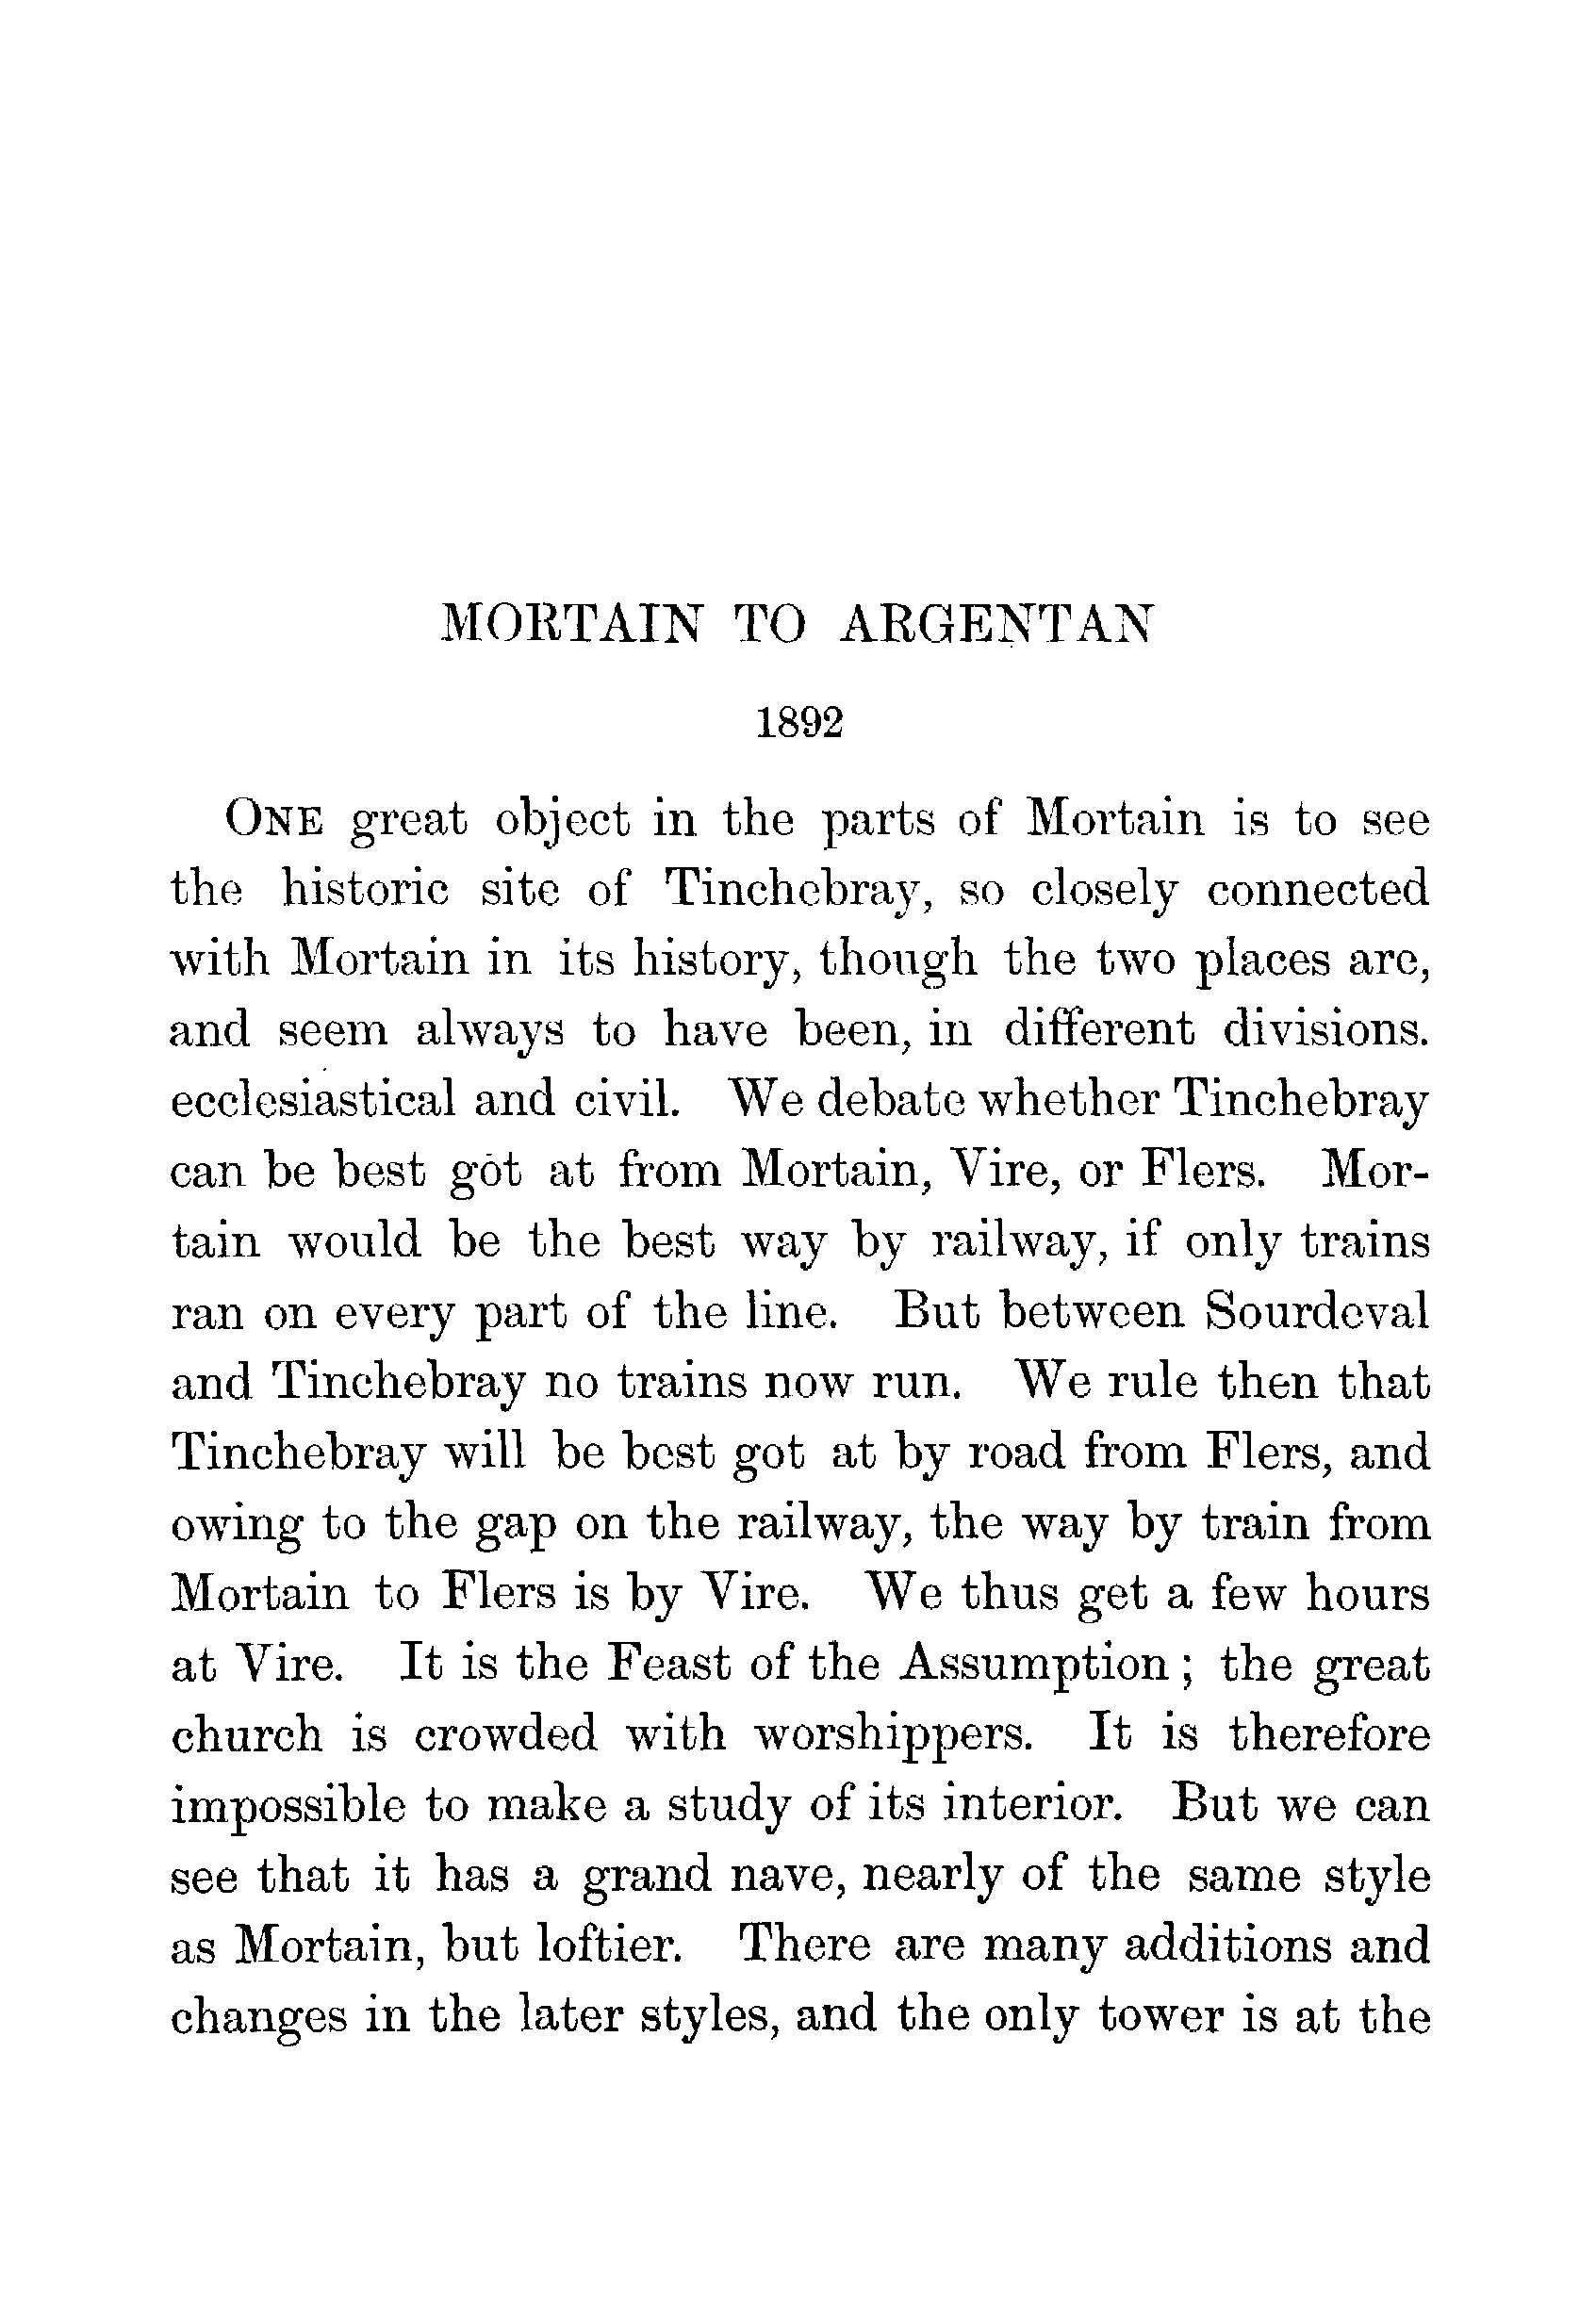 MORTAIN TO ARGENTAN
1892
ONE great object in the parts of Mortain is to see
the historic site of Tinchebray, so closely connected
with Mortain in its history, though the two places are,
and seem always to have been, in different divisions.
ecclesiastical and civil. We debate whether Tinchebray
can be best got at from Mortain, Vire, or Flers. Mor-
tain would be the best way by railway, if only trains
ran on every part of the line. But between Sourdeval
and Tinchebray no trains now run. We rule then that
Tinchebray will be best got at by road from Flers, and
owing to the gap on the railway, the way by train from
Mortain to Flers is by Vire. We thus get a few hours
at Vire. It is the Feast of the Assumption; the great
church is crowded with worshippers. It is therefore
impossible to make a study of its interior. But we can
see that it has a grand nave, nearly of the same style
as Mortain, but loftier. There are many additions and
changes in the later styles, and the only tower is at the